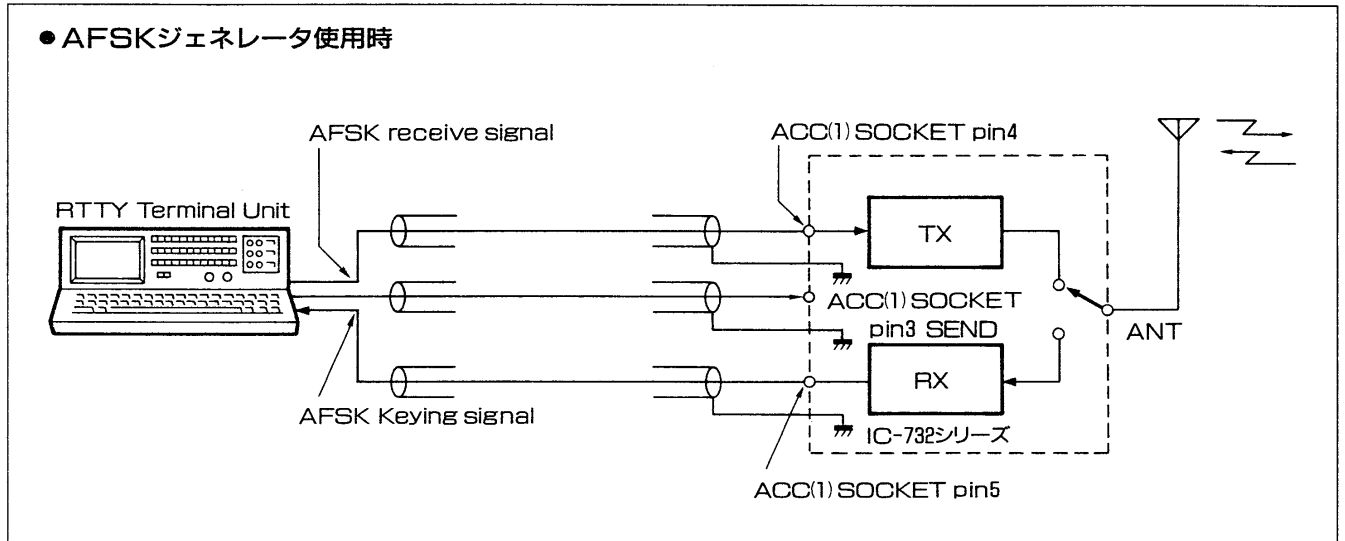 ● AFSKジェネレータ使用時
AFSK receive signal
ACC(1) SOCKET pin4
RTTY Terminal Unit
TX
ACC(1) SOCKET
pin3 SEND
ANT
RX
AFSK Keying signal
IC-732シリーズ
ACC(1) SOCKET pin5